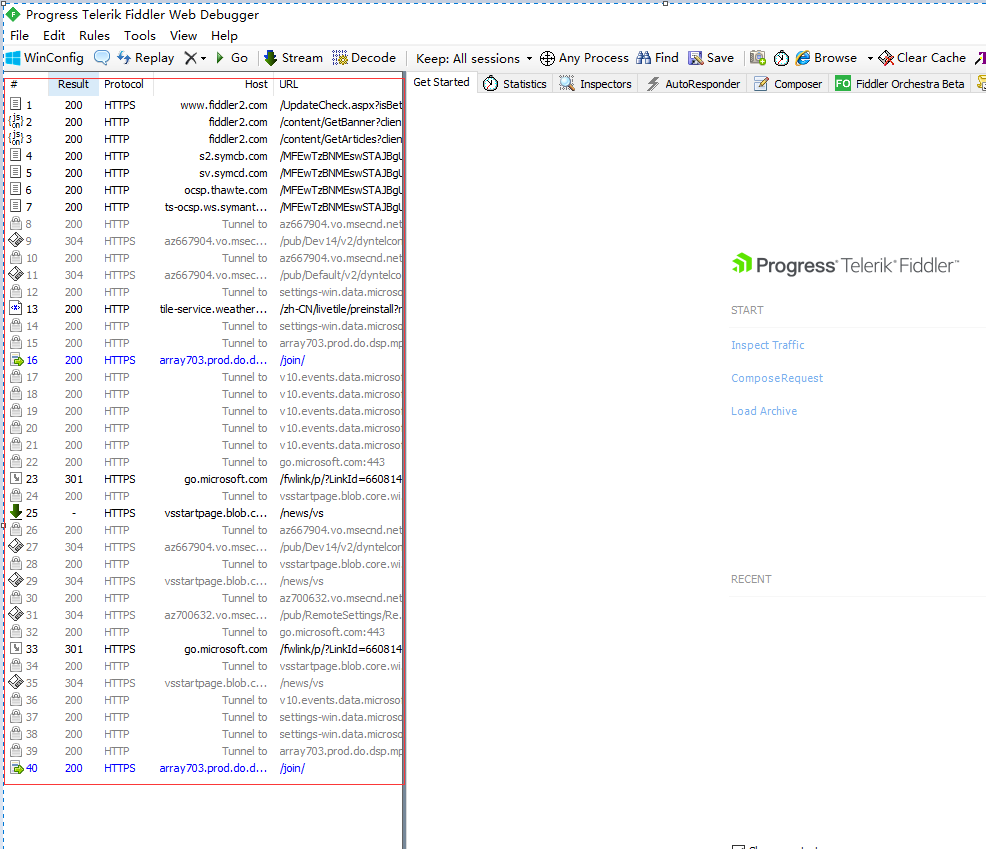 Progress Telerik Fiddler Web Debugger
File Edit Rules Tools View Help
WinConfig Replay Go Stream Decode Keep: All sessions Any Process Find Save Browse Clear Cache
# Result Protocol Host URL
Get Started Statistics Inspectors AutoResponder Composer FO Fiddler Orchestra Beta
1 200 HTTPS www.fiddler2.com /UpdateCheck.aspx?isBet
2 200 HTTP fiddler2.com /content/GetBanner?clien
3 200 HTTP fiddler2.com /content/GetArticles?clien
4 200 HTTP s2.symcb.com /MFEwTzBNMEswSTAJBgU
5 200 HTTP sv.symcd.com /MFEwTzBNMEswSTAJBgU
6 200 HTTP ocsp.thawte.com /MFEwTzBNMEswSTAJBgU
7 200 HTTP ts-ocsp.ws.symant... /MFEwTzBNMEswSTAJBgU
8 200 HTTP Tunnel to az667904.vo.msecnd.net
9 304 HTTPS az667904.vo.msec... /pub/Dev14/v2/dyntelcon
10 200 HTTP Tunnel to az667904.vo.msecnd.net
11 304 HTTPS az667904.vo.msec... /pub/Default/v2/dyntelco
12 200 HTTP Tunnel to settings-win.data.microso
13 200 HTTP tile-service.weather... /zh-CN/livetile/preinstall?r
14 200 HTTP Tunnel to settings-win.data.microso
15 200 HTTP Tunnel to array703.prod.do.dsp.mp
16 200 HTTPS array703.prod.do.d... /join/
17 200 HTTP Tunnel to v10.events.data.microsof
18 200 HTTP Tunnel to v10.events.data.microsof
19 200 HTTP Tunnel to v10.events.data.microsof
20 200 HTTP Tunnel to v10.events.data.microsof
21 200 HTTP Tunnel to v10.events.data.microsof
22 200 HTTP Tunnel to go.microsoft.com:443
23 301 HTTPS go.microsoft.com /fwlink/p/?LinkId=660814
24 200 HTTP Tunnel to vsstartpage.blob.core.wi
25 - HTTPS vsstartpage.blob.c... /news/vs
26 200 HTTP Tunnel to az667904.vo.msecnd.net
27 304 HTTPS az667904.vo.msec... /pub/Dev14/v2/dyntelcon
28 200 HTTP Tunnel to vsstartpage.blob.core.wi
29 304 HTTPS vsstartpage.blob.c... /news/vs
30 200 HTTP Tunnel to az700632.vo.msecnd.net
31 304 HTTPS az700632.vo.msec... /pub/RemoteSettings/Re
32 200 HTTP Tunnel to go.microsoft.com:443
33 301 HTTPS go.microsoft.com /fwlink/p/?LinkId=660814
34 200 HTTP Tunnel to vsstartpage.blob.core.wi
35 304 HTTPS vsstartpage.blob.c... /news/vs
36 200 HTTP Tunnel to v10.events.data.microsof
37 200 HTTP Tunnel to settings-win.data.microso
38 200 HTTP Tunnel to settings-win.data.microso
39 200 HTTP Tunnel to array703.prod.do.dsp.mp
40 200 HTTPS array703.prod.do.d... /join/
Progress Telerik Fiddler
START
Inspect Traffic
ComposeRequest
Load Archive
RECENT